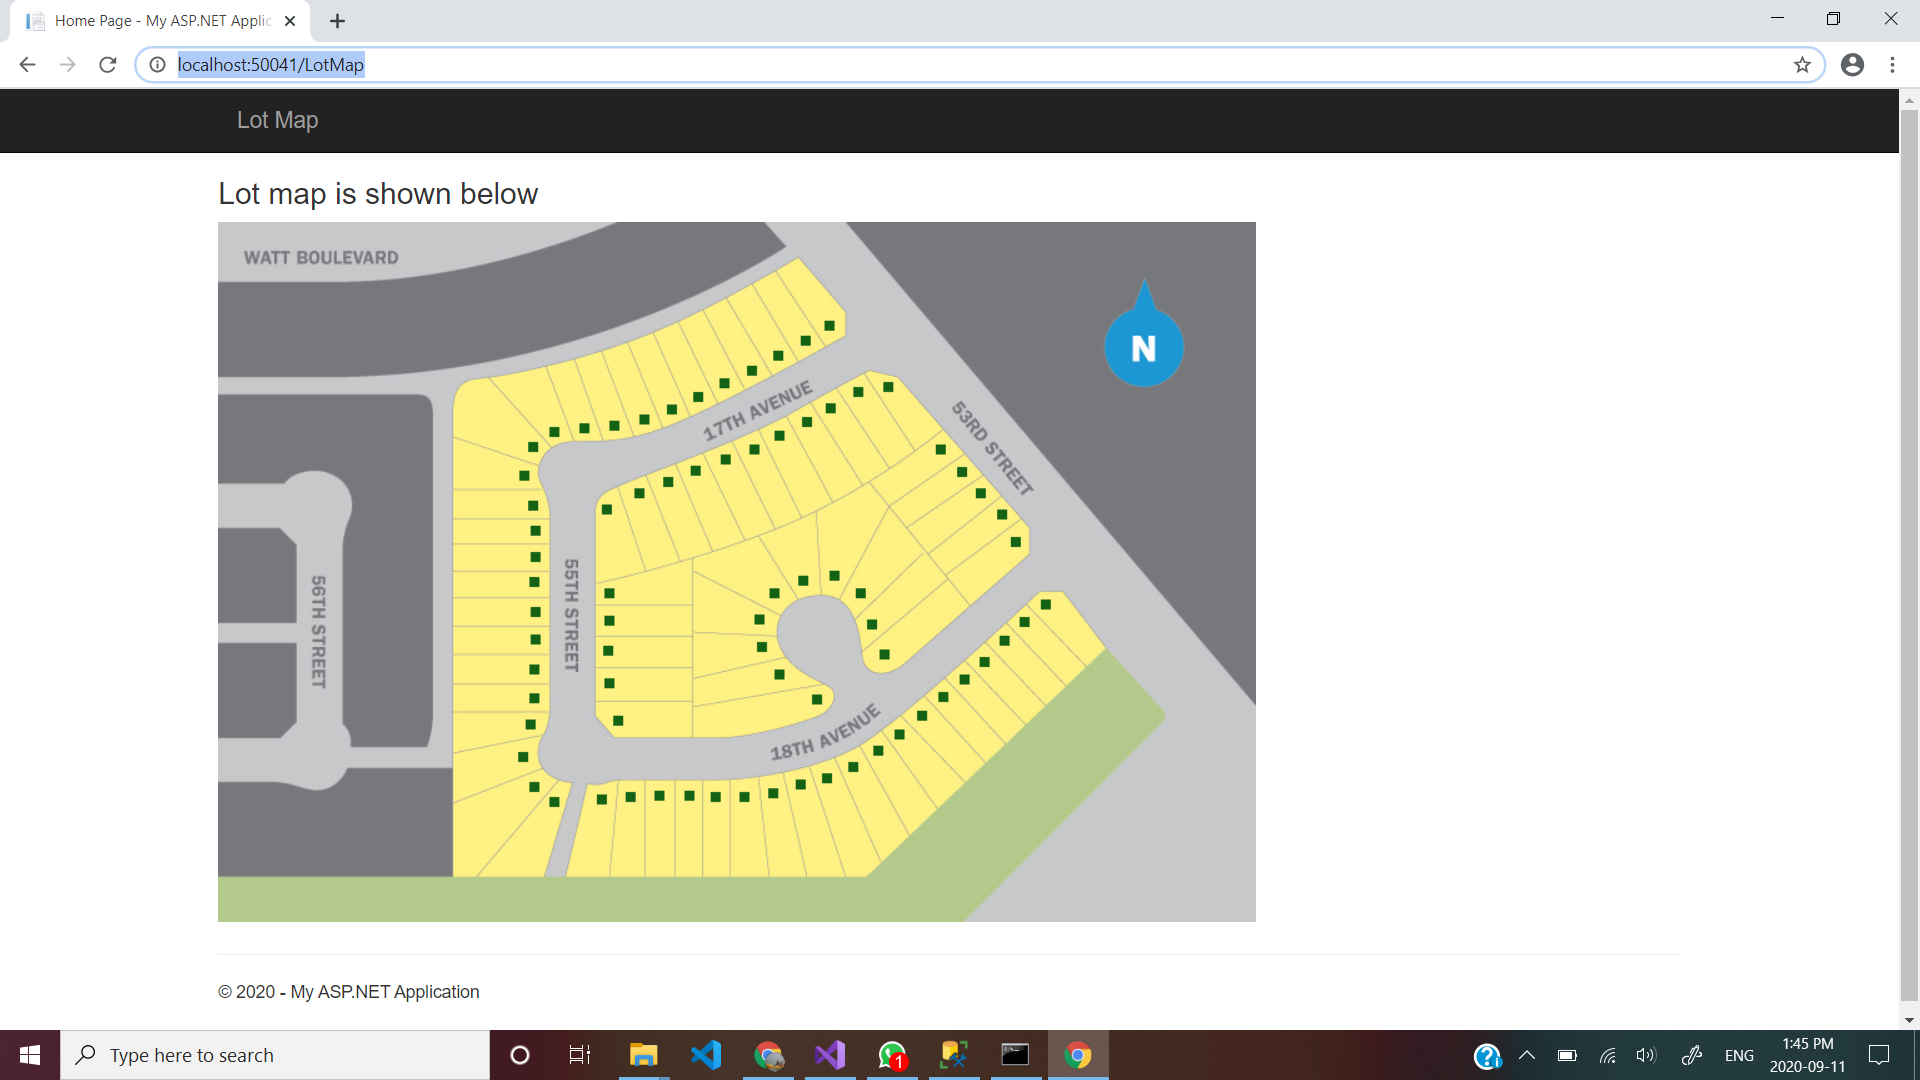 Home Page - My ASP.NET Applic
localhost:50041/LotMap
Lot Map
Lot map is shown below
WATT BOULEVARD
N
17TH AVENUE
53RD STREET
55TH STREET
56TH STREET
18TH AVENUE
© 2020 - My ASP.NET Application
Type here to search
1
ENG
1:45 PM
2020-09-11